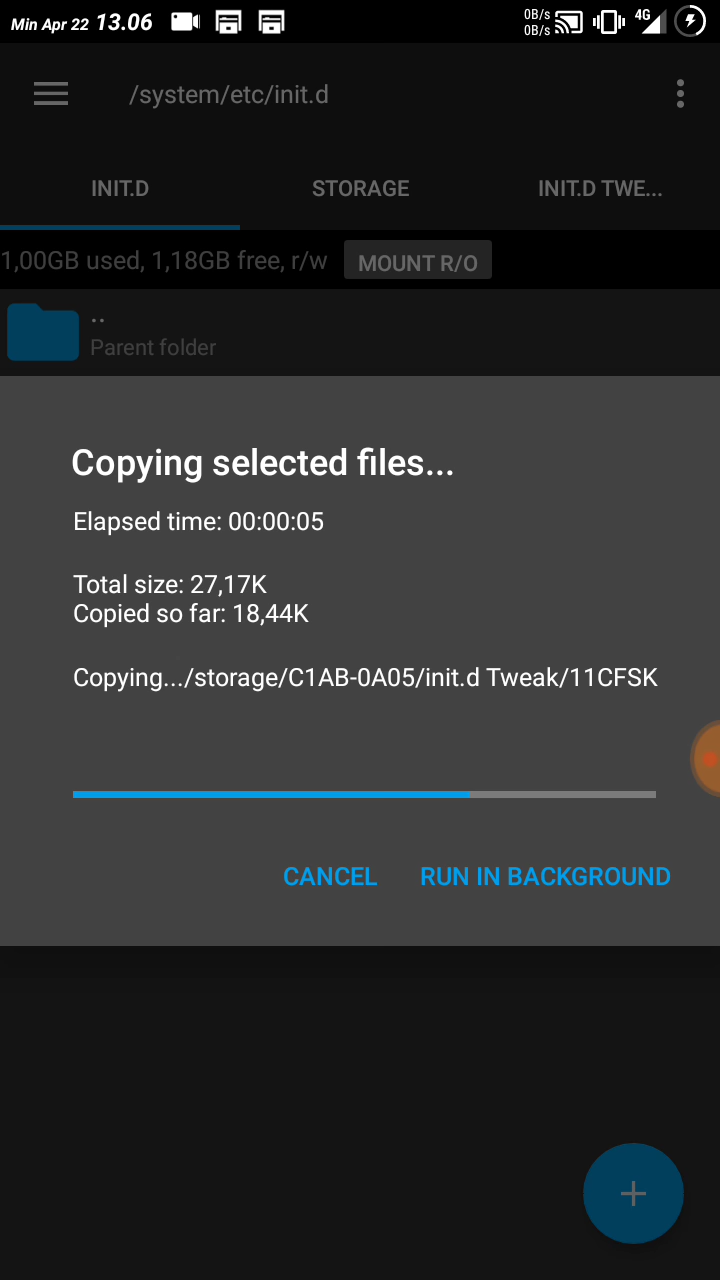 Min Apr 22 13.06
0B/s
0B/s
4G
/system/etc/init.d
INIT.D STORAGE INIT.D TWE...
1,00GB used, 1,18GB free, r/w MOUNT R/O
..
Parent folder
Copying selected files...
Elapsed time: 00:00:05
Total size: 27,17K
Copied so far: 18,44K
Copying.../storage/C1AB-0A05/init.d Tweak/11CFSK
CANCEL RUN IN BACKGROUND